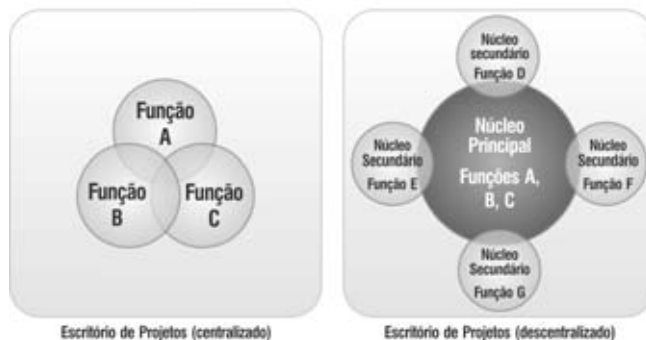 Função
A
Função
B
Função
C
Escritório de Projetos (centralizado)
Núcleo
secundário
Função D
Núcleo
Secundário
Função E
Núcleo
Principal
Funções A,
B, C
Núcleo
Secundário
Função F
Núcleo
Secundário
Função G
Escritório de Projetos (descentralizado)